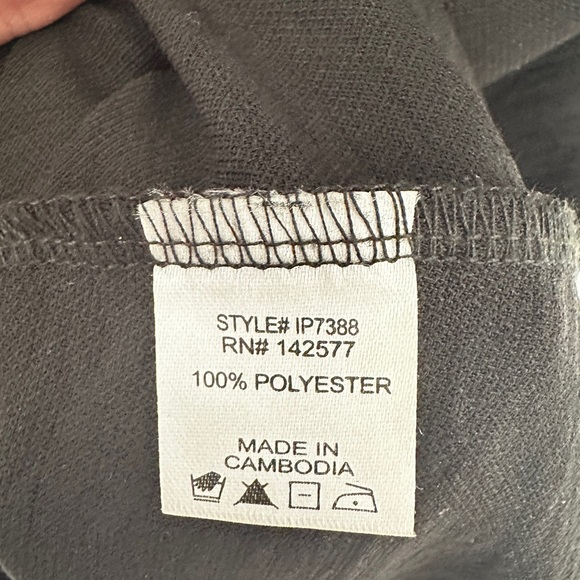 STYLE# IP7388
RN# 142577
100% POLYESTER
MADE IN
CAMBODIA